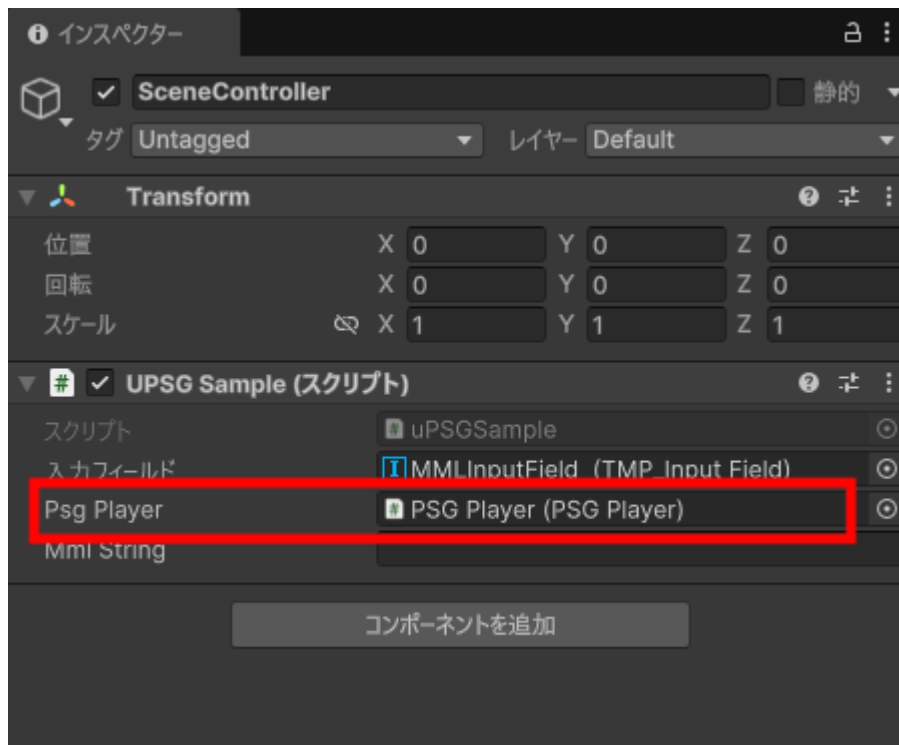 インスペクター
SceneController 静的
タグ Untagged レイヤー Default
Transform
位置 X 0 Y 0 Z 0
回転 X 0 Y 0 Z 0
スケール X 1 Y 1 Z 1
# UPSG Sample (スクリプト)
スクリプト uPSGSample
入力フィールド MMLInputField (TMP_Input Field)
Psg Player PSG Player (PSG Player)
Mml String
コンポーネントを追加